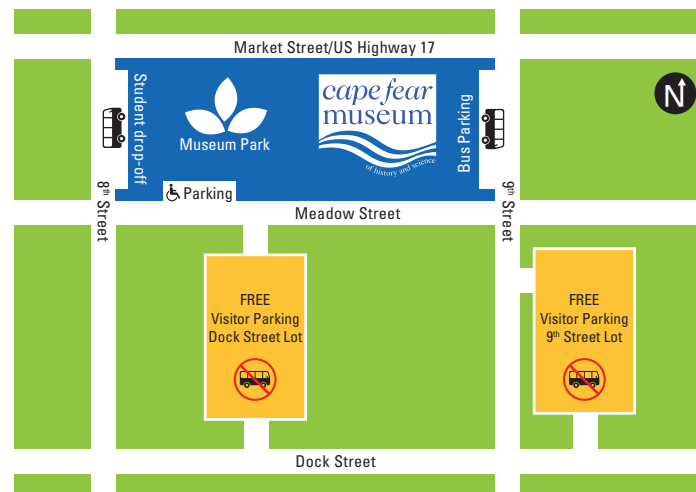 Market Street/US Highway 17
Student drop-off
Museum Park
cape fear
museum
of history and science
Bus Parking
N
Parking
8th Street
Meadow Street
9th Street
FREE
Visitor Parking
Dock Street Lot
FREE
Visitor Parking
9th Street Lot
Dock Street